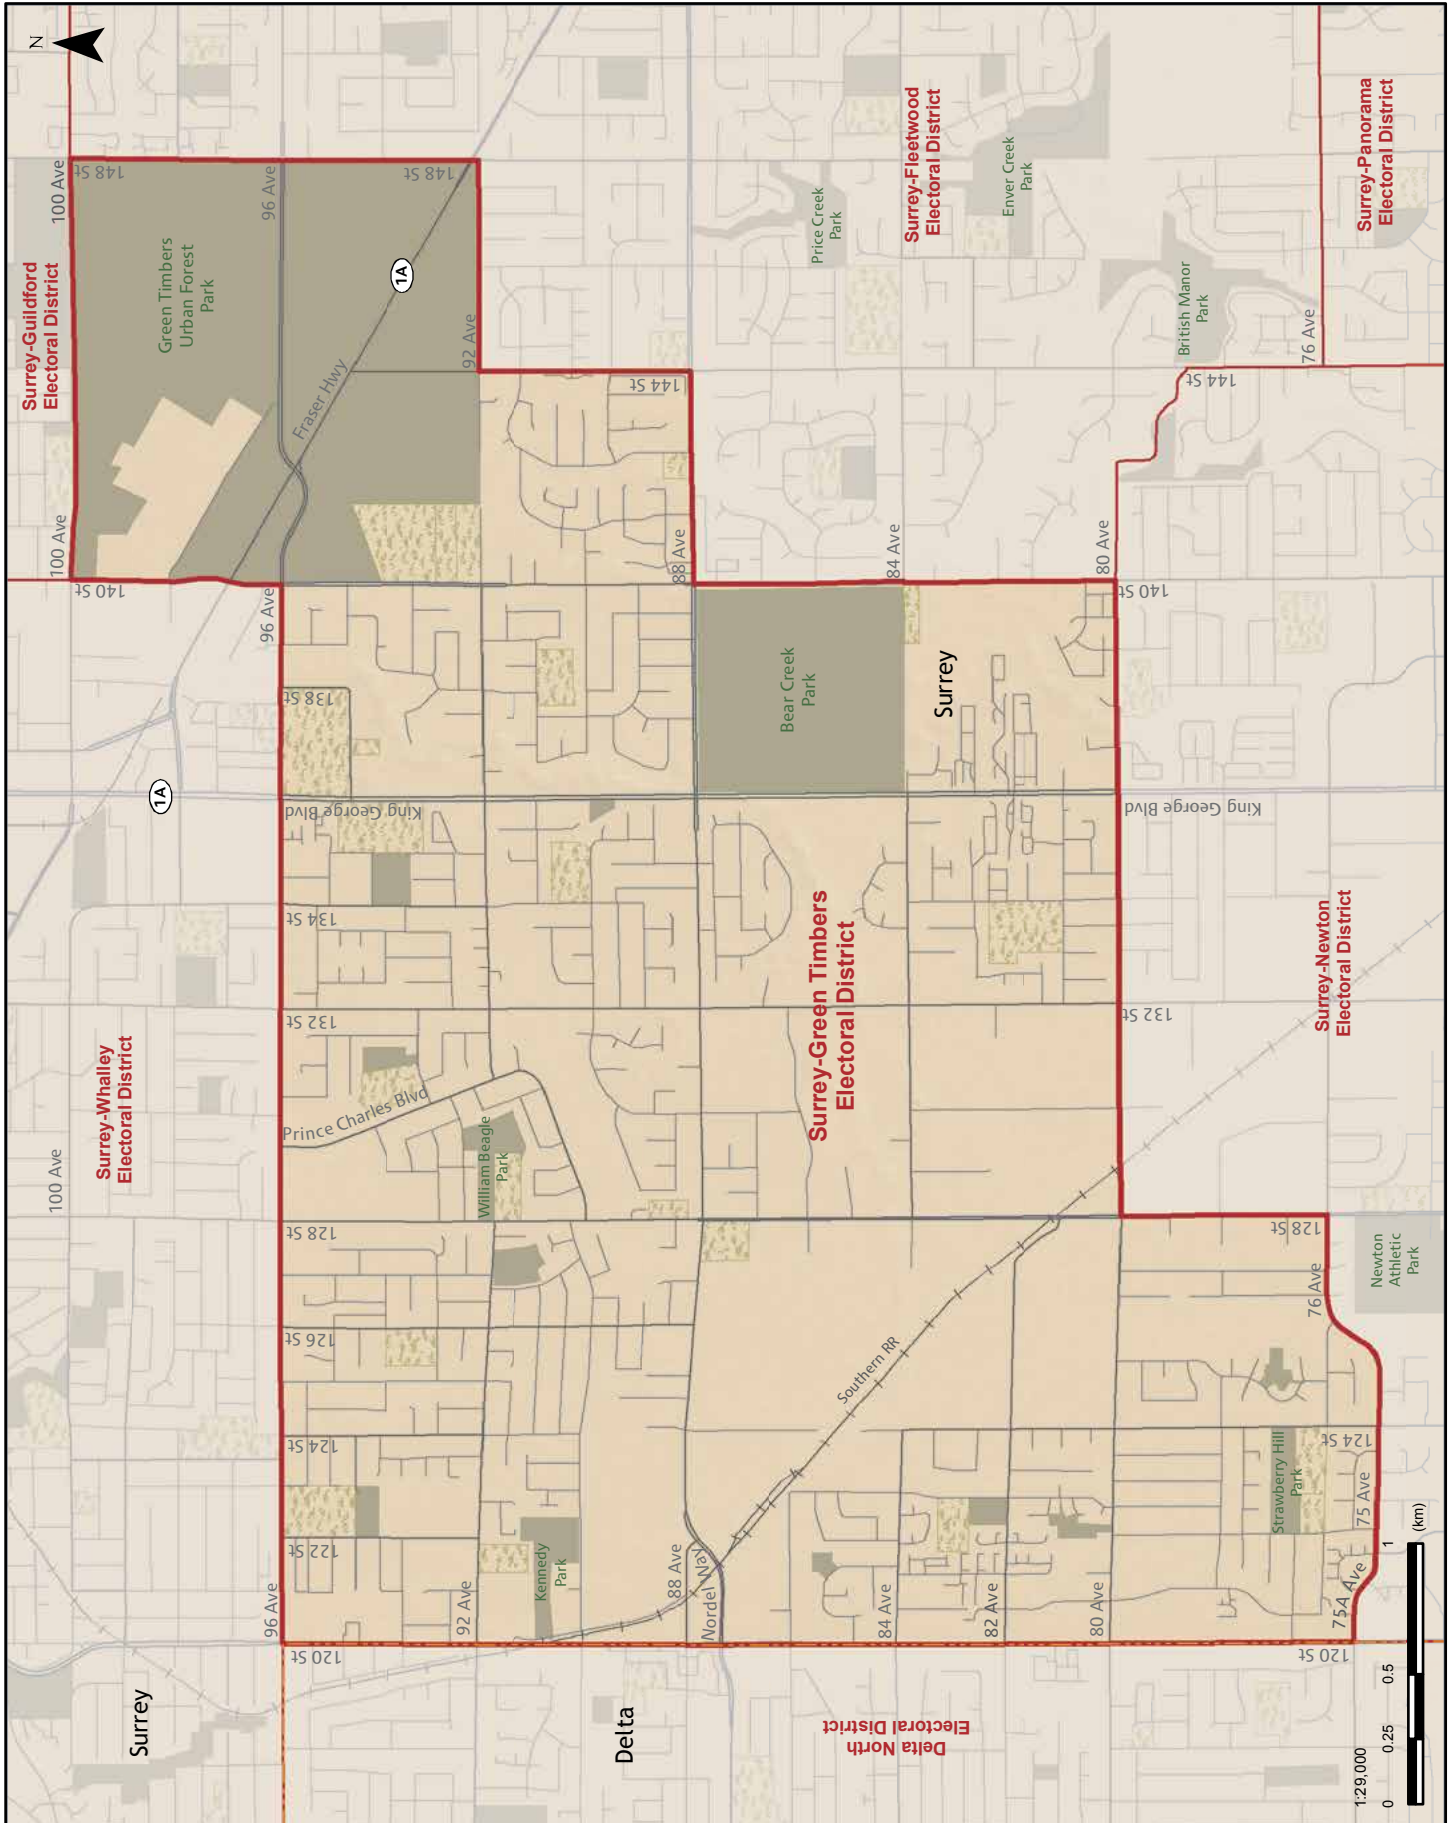 N
Surrey-Guildford
Electoral District
100 Ave
100 Ave
100 Ave
148 St
148 St
140 St
96 Ave
96 Ave
96 Ave
Green Timbers
Urban Forest
Park
Fraser Hwy
1A
1A
92 Ave
92 Ave
144 St
144 St
Surrey-Whalley
Electoral District
Surrey
138 St
King George Blvd
134 St
132 St
Prince Charles Blvd
William Beagle
Park
128 St
126 St
124 St
122 St
120 St
Kennedy
Park
88 Ave
88 Ave
Nordel Way
Delta
Delta North
Electoral District
Price Creek
Park
Surrey-Fleetwood
Electoral District
Enver Creek
Park
Bear Creek
Park
84 Ave
84 Ave
Surrey
Surrey-Green Timbers
Electoral District
Southern RR
82 Ave
80 Ave
80 Ave
140 St
King George Blvd
132 St
British Manor
Park
76 Ave
76 Ave
Surrey-Panorama
Electoral District
Surrey-Newton
Electoral District
128 St
Newton
Athletic
Park
Strawberry Hill
Park
124 St
75 Ave
75A Ave
120 St
1:29,000
0
0.25
0.5
1
(km)